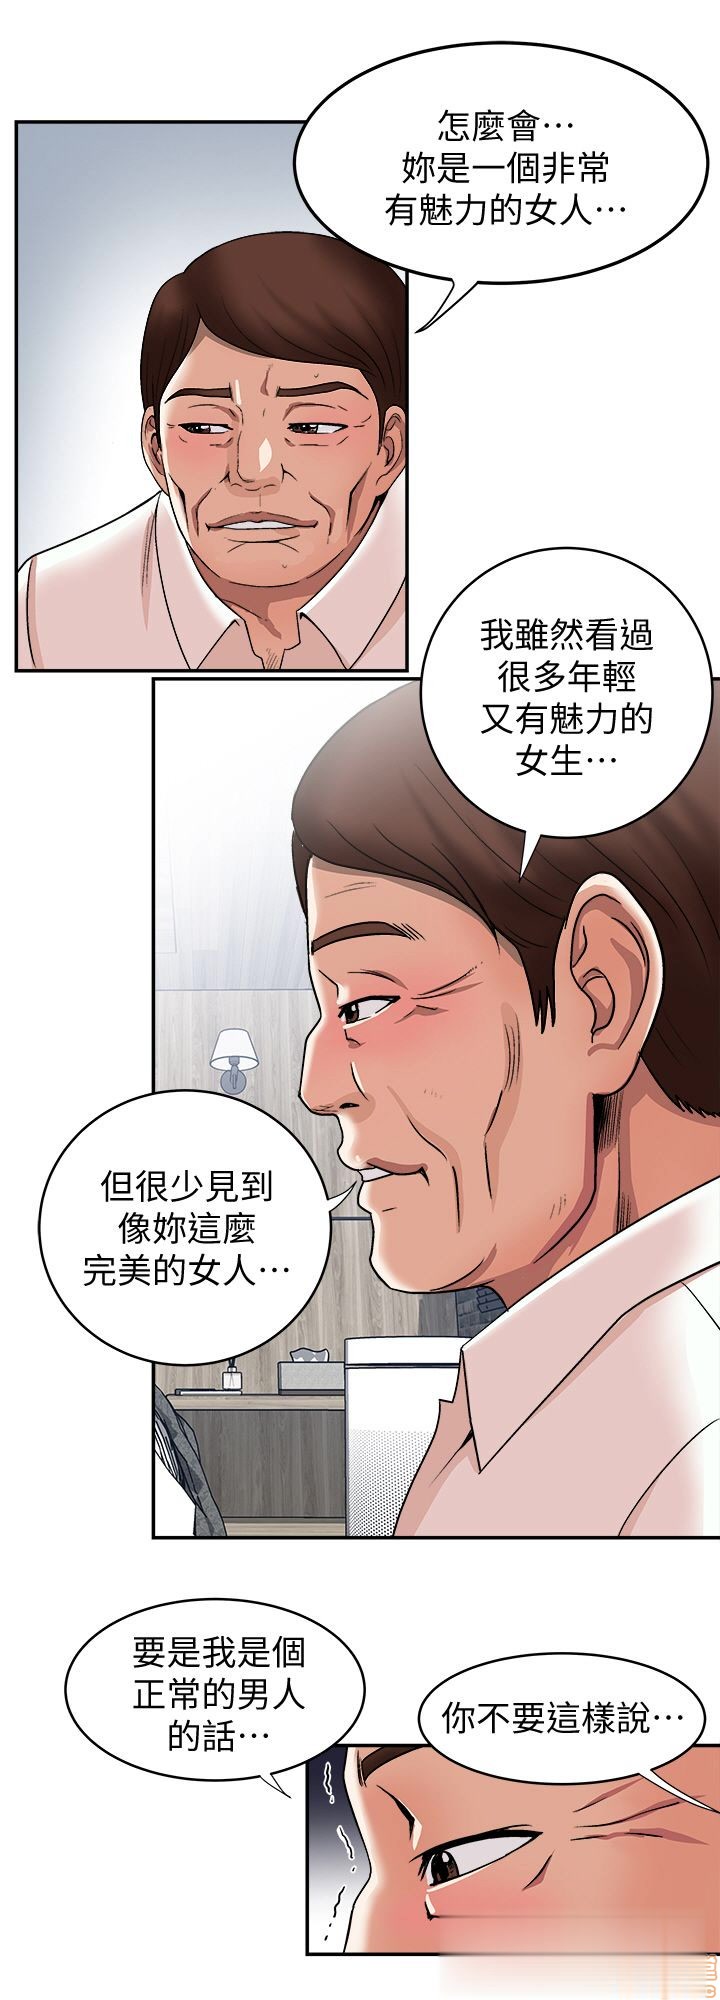 怎麼會⋯
妳是一個非常
有魅力的女人⋯
我雖然看過
很多年輕
又有魅力的
女生⋯
但很少見到
像妳這麼
完美的女人⋯
要是我是個
正常的男人
的話⋯
你不要這樣說⋯